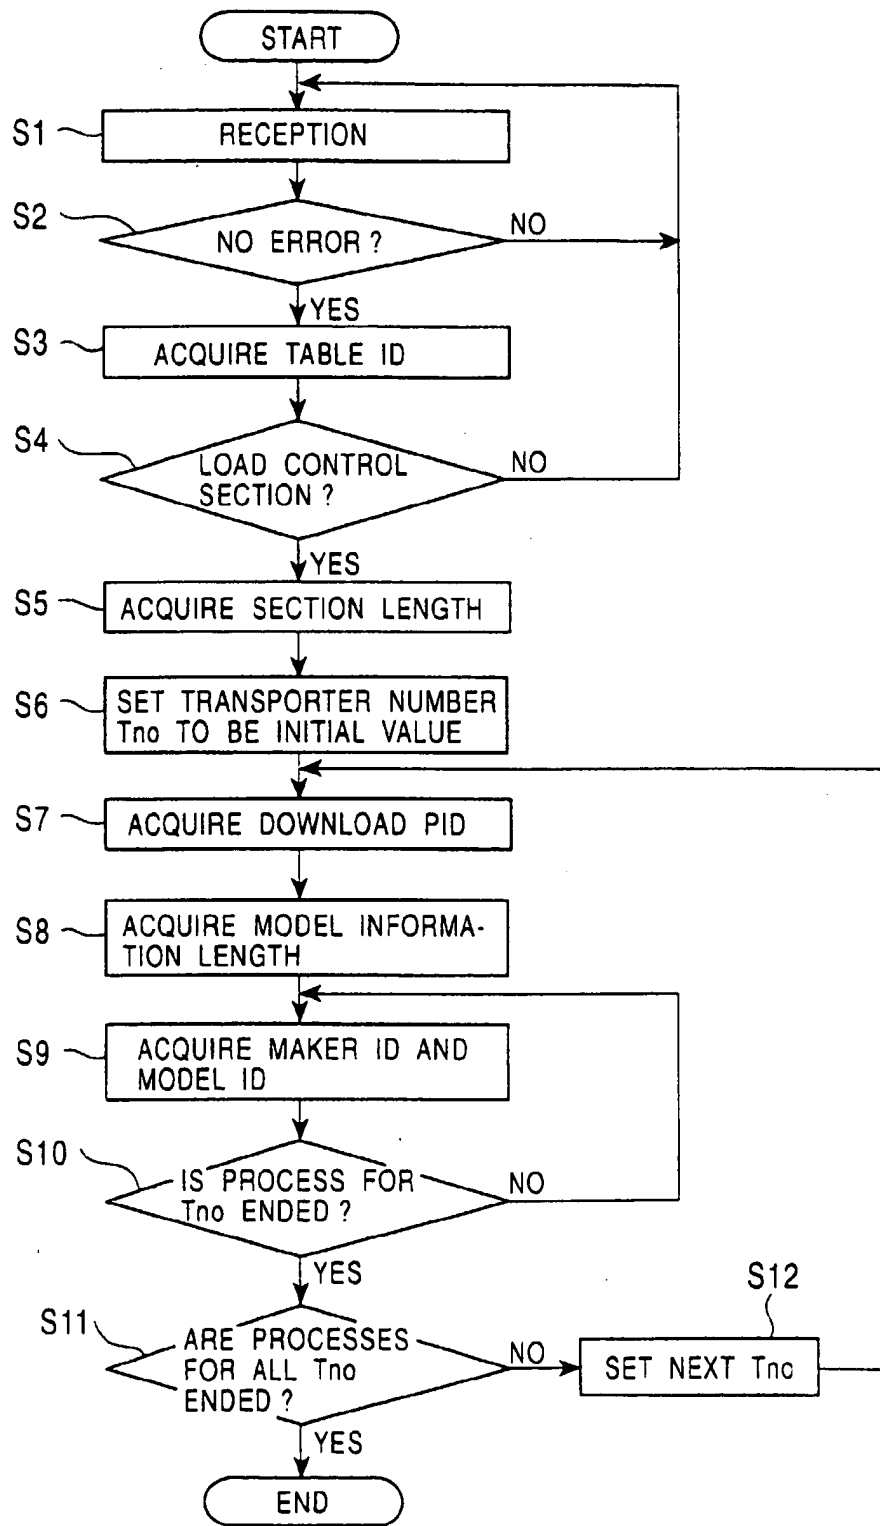 START
S1
RECEPTION
S2
NO ERROR ?
NO
YES
S3
ACQUIRE TABLE ID
S4
LOAD CONTROL
SECTION ?
NO
YES
S5
ACQUIRE SECTION LENGTH
S6
SET TRANSPORTER NUMBER
Tno TO BE INITIAL VALUE
S7
ACQUIRE DOWNLOAD PID
S8
ACQUIRE MODEL INFORMA-
TION LENGTH
S9
ACQUIRE MAKER ID AND
MODEL ID
S10
IS PROCESS FOR
Tno ENDED ?
NO
YES
S11
ARE PROCESSES
FOR ALL Tno
ENDED ?
NO
S12
SET NEXT Tno
YES
END